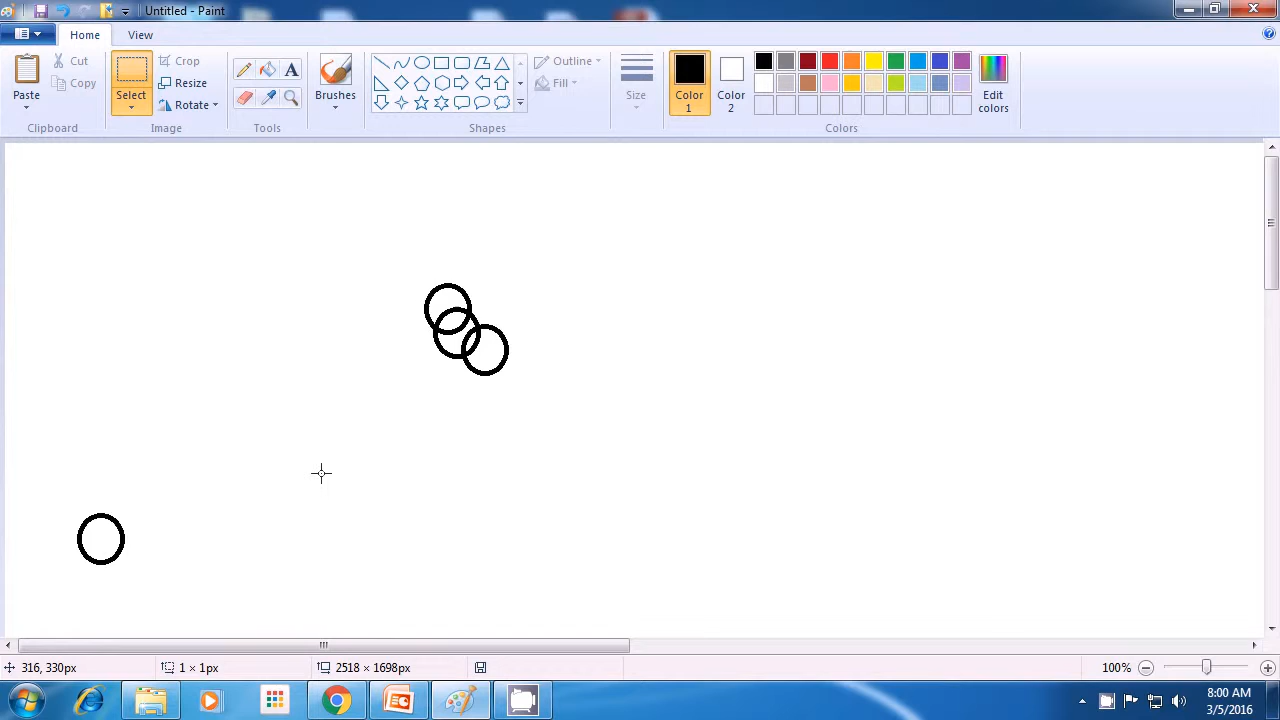 Untitled - Paint
Home View
Paste
Cut
Copy
Clipboard
Select
Crop
Resize
Rotate
Image
A
Tools
Brushes
Shapes
Outline
Fill
Size
Color 1
Color 2
Edit colors
Colors
316, 330px 1 × 1px 2518 × 1698px 100%
8:00 AM
3/5/2016